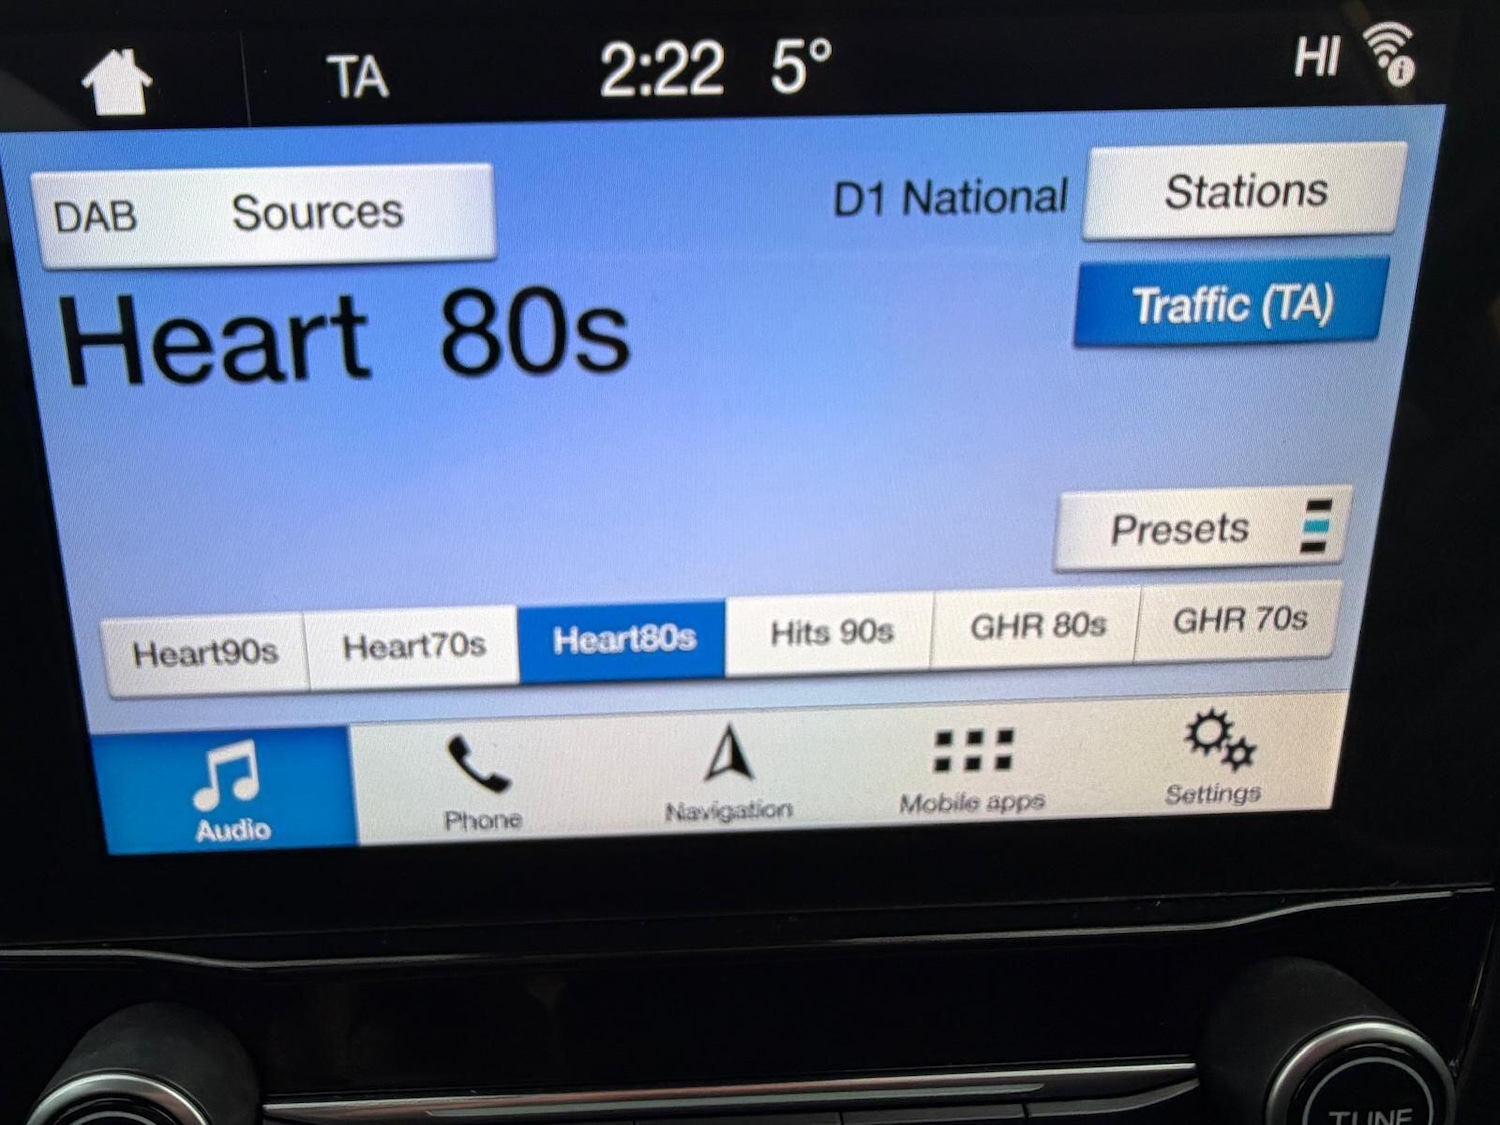 TA 2:22 5° HI
DAB Sources D1 National Stations
Heart 80s
Traffic (TA)
Presets
Heart90s Heart70s Heart80s Hits 90s GHR 80s GHR 70s
Audio Phone Navigation Mobile apps Settings
TUNE